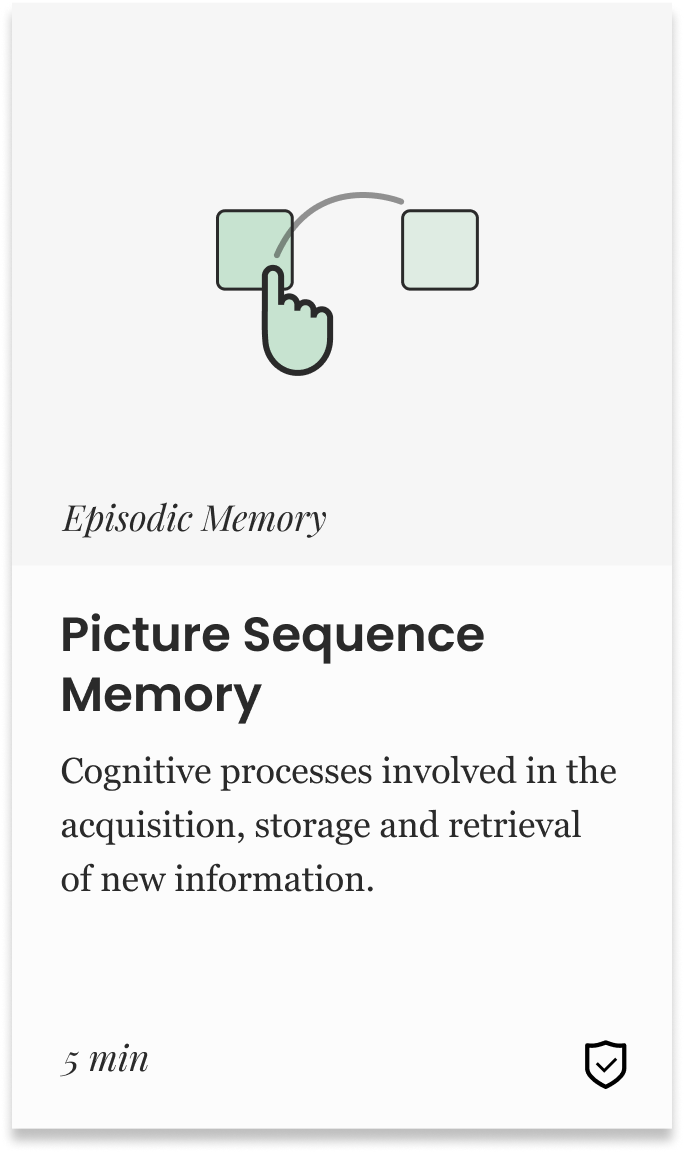 Episodic Memory
Picture Sequence
Memory
Cognitive processes involved in the
acquisition, storage and retrieval
of new information.
5 min